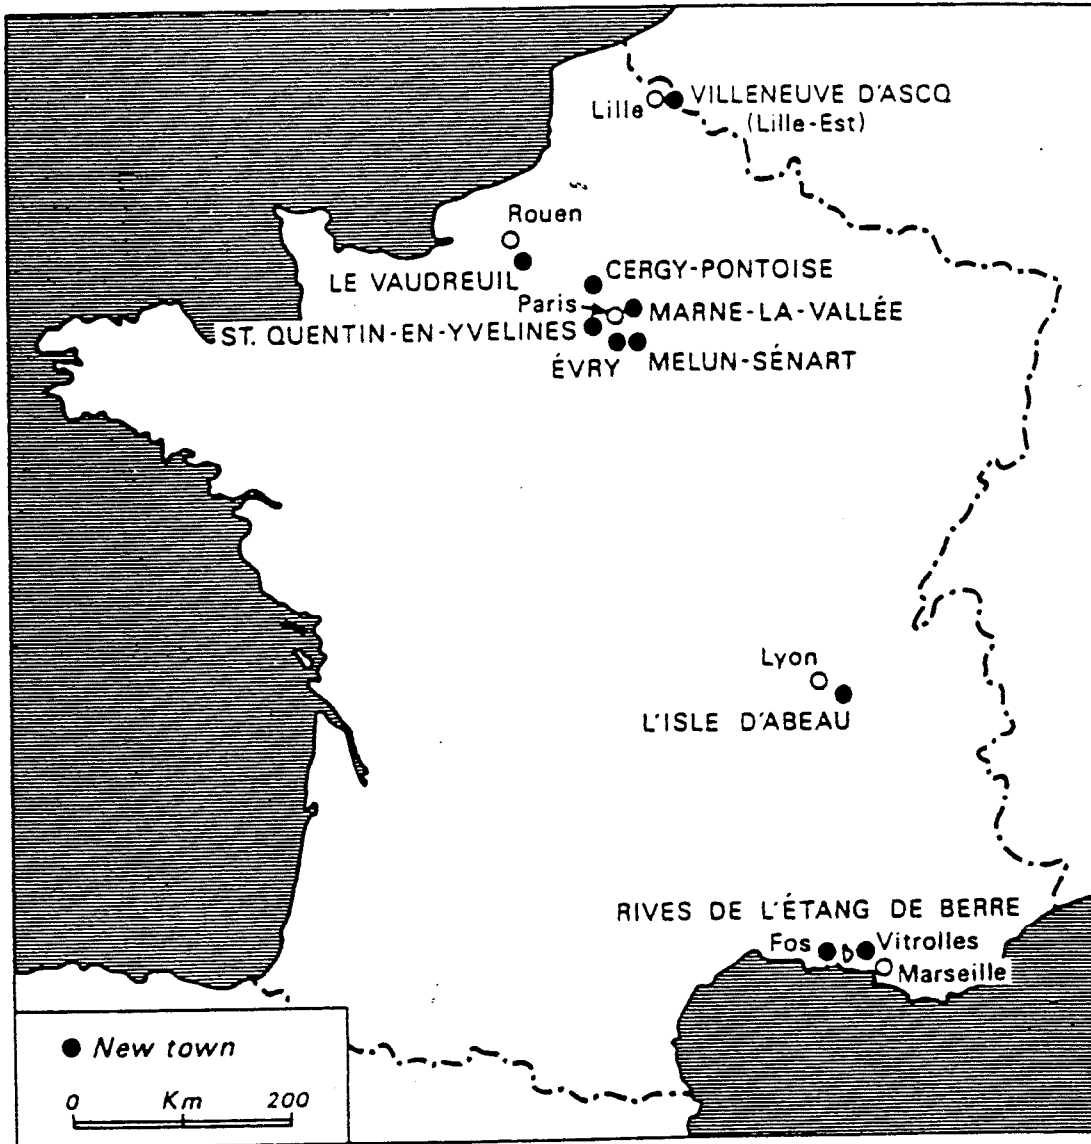 Lille
VILLENEUVE D'ASCQ
(Lille-Est)
Rouen
LE VAUDREUIL
CERGY-PONTOISE
Paris
MARNE-LA-VALLÉE
ST. QUENTIN-EN-YVELINES
ÉVRY
MELUN-SÉNART
Lyon
L'ISLE D'ABEAU
RIVES DE L'ÉTANG DE BERRE
Fos
Vitrolles
Marseille
New town
0 Km 200